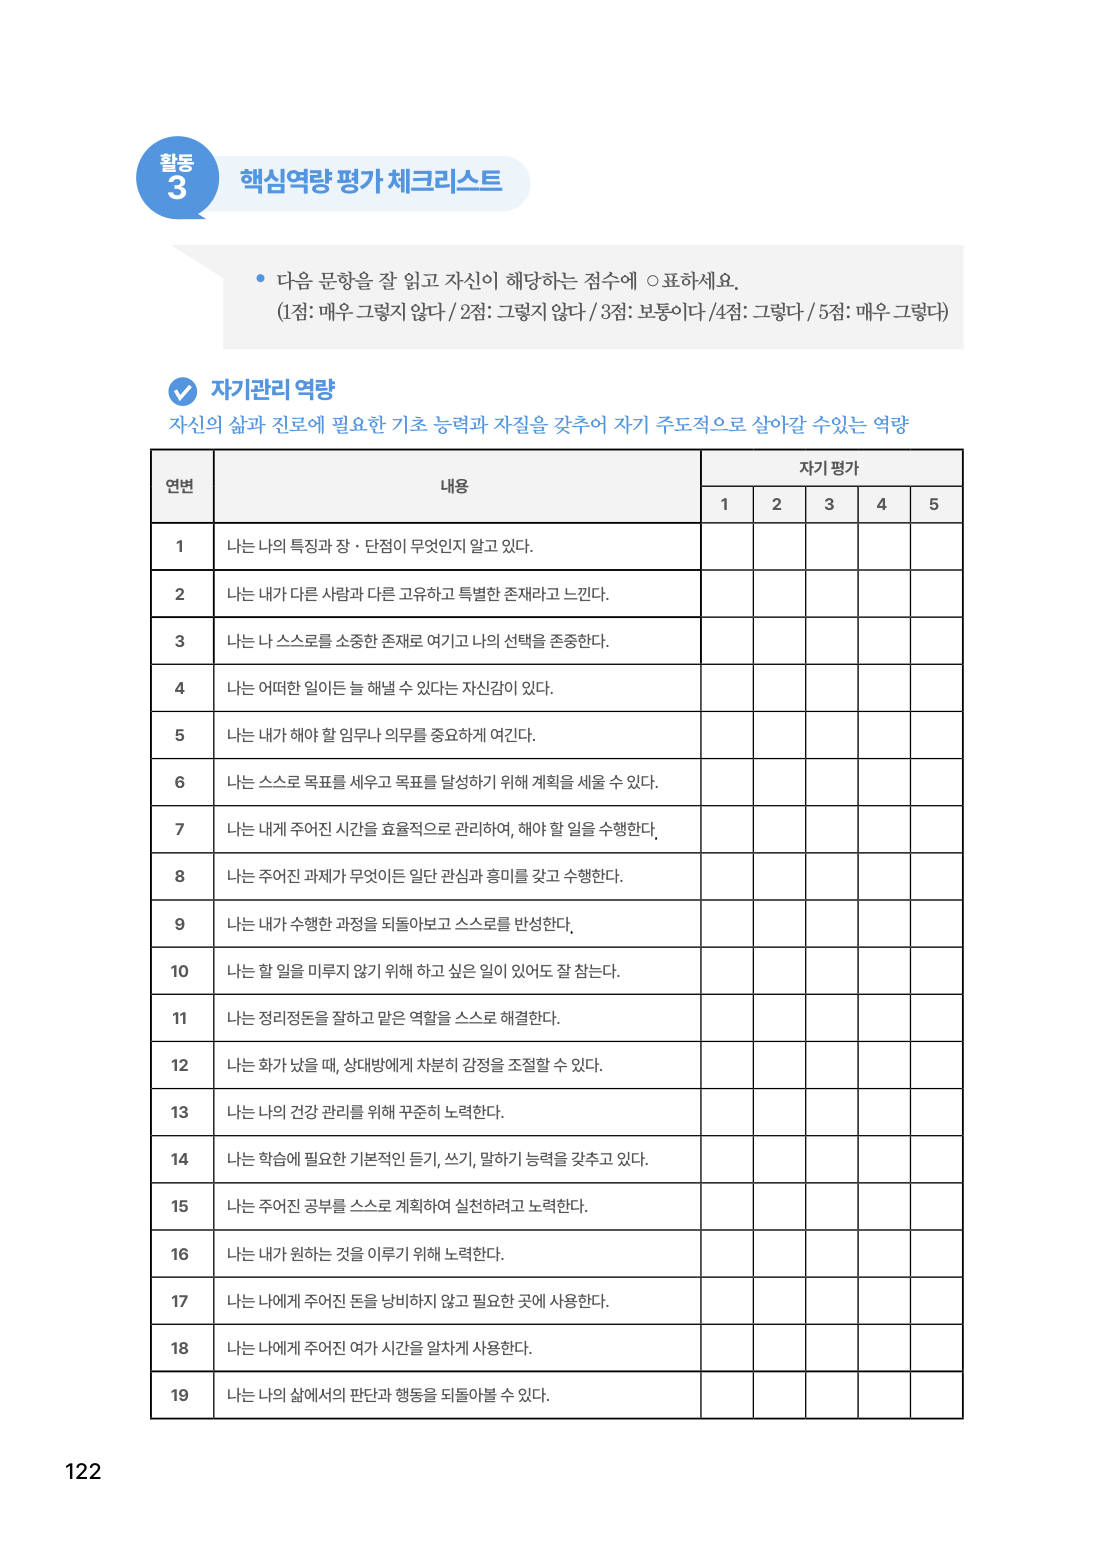 활동
3
핵심역량 평가 체크리스트
• 다음 문항을 잘 읽고 자신이 해당하는 점수에 ○표하세요.
(1점: 매우 그렇지 않다 / 2점: 그렇지 않다 / 3점: 보통이다 /4점: 그렇다 / 5점: 매우 그렇다)
자기관리 역량
자신의 삶과 진로에 필요한 기초 능력과 자질을 갖추어 자기 주도적으로 살아갈 수있는 역량
연변 내용 자기 평가
1 2 3 4 5
1 나는 나의 특징과 장 · 단점이 무엇인지 알고 있다.
2 나는 내가 다른 사람과 다른 고유하고 특별한 존재라고 느낀다.
3 나는 나 스스로를 소중한 존재로 여기고 나의 선택을 존중한다.
4 나는 어떠한 일이든 늘 해낼 수 있다는 자신감이 있다.
5 나는 내가 해야 할 임무나 의무를 중요하게 여긴다.
6 나는 스스로 목표를 세우고 목표를 달성하기 위해 계획을 세울 수 있다.
7 나는 내게 주어진 시간을 효율적으로 관리하여, 해야 할 일을 수행한다.
8 나는 주어진 과제가 무엇이든 일단 관심과 흥미를 갖고 수행한다.
9 나는 내가 수행한 과정을 되돌아보고 스스로를 반성한다.
10 나는 할 일을 미루지 않기 위해 하고 싶은 일이 있어도 잘 참는다.
11 나는 정리정돈을 잘하고 맡은 역할을 스스로 해결한다.
12 나는 화가 났을 때, 상대방에게 차분히 감정을 조절할 수 있다.
13 나는 나의 건강 관리를 위해 꾸준히 노력한다.
14 나는 학습에 필요한 기본적인 듣기, 쓰기, 말하기 능력을 갖추고 있다.
15 나는 주어진 공부를 스스로 계획하여 실천하려고 노력한다.
16 나는 내가 원하는 것을 이루기 위해 노력한다.
17 나는 나에게 주어진 돈을 낭비하지 않고 필요한 곳에 사용한다.
18 나는 나에게 주어진 여가 시간을 알차게 사용한다.
19 나는 나의 삶에서의 판단과 행동을 되돌아볼 수 있다.
122